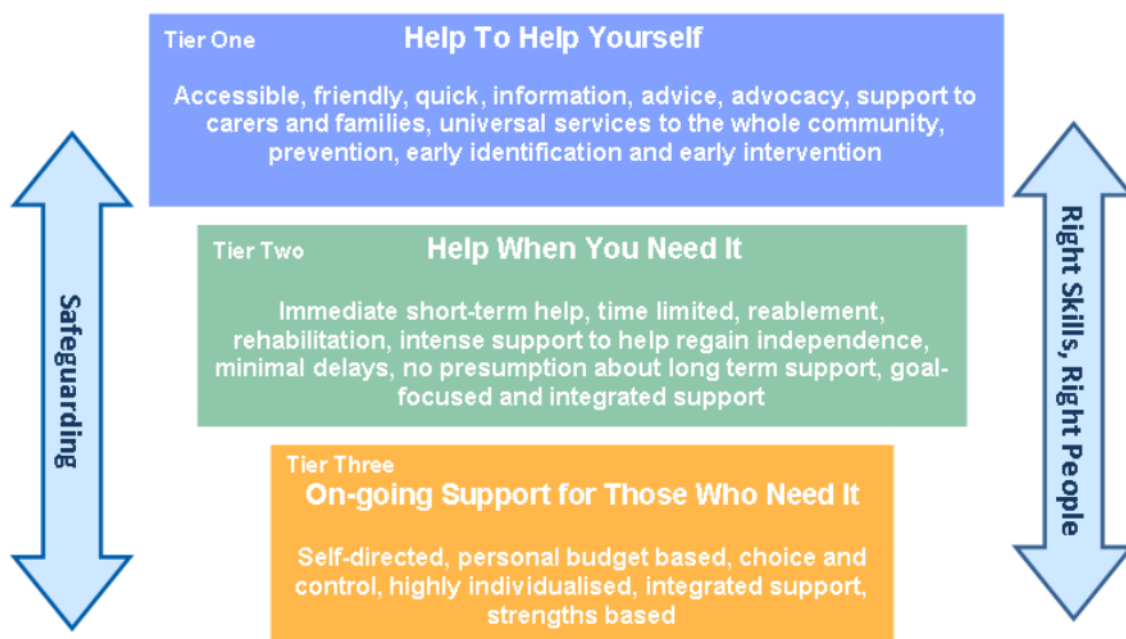 Tier One
Help To Help Yourself
Accessible, friendly, quick, information, advice, advocacy, support to
carers and families, universal services to the whole community,
prevention, early identification and early intervention
Safeguarding
Tier Two
Help When You Need It
Immediate short-term help, time limited, reablement,
rehabilitation, intense support to help regain independence,
minimal delays, no presumption about long term support, goal-
focused and integrated support
Right Skills, Right People
Tier Three
On-going Support for Those Who Need It
Self-directed, personal budget based, choice and
control, highly individualised, integrated support,
strengths based